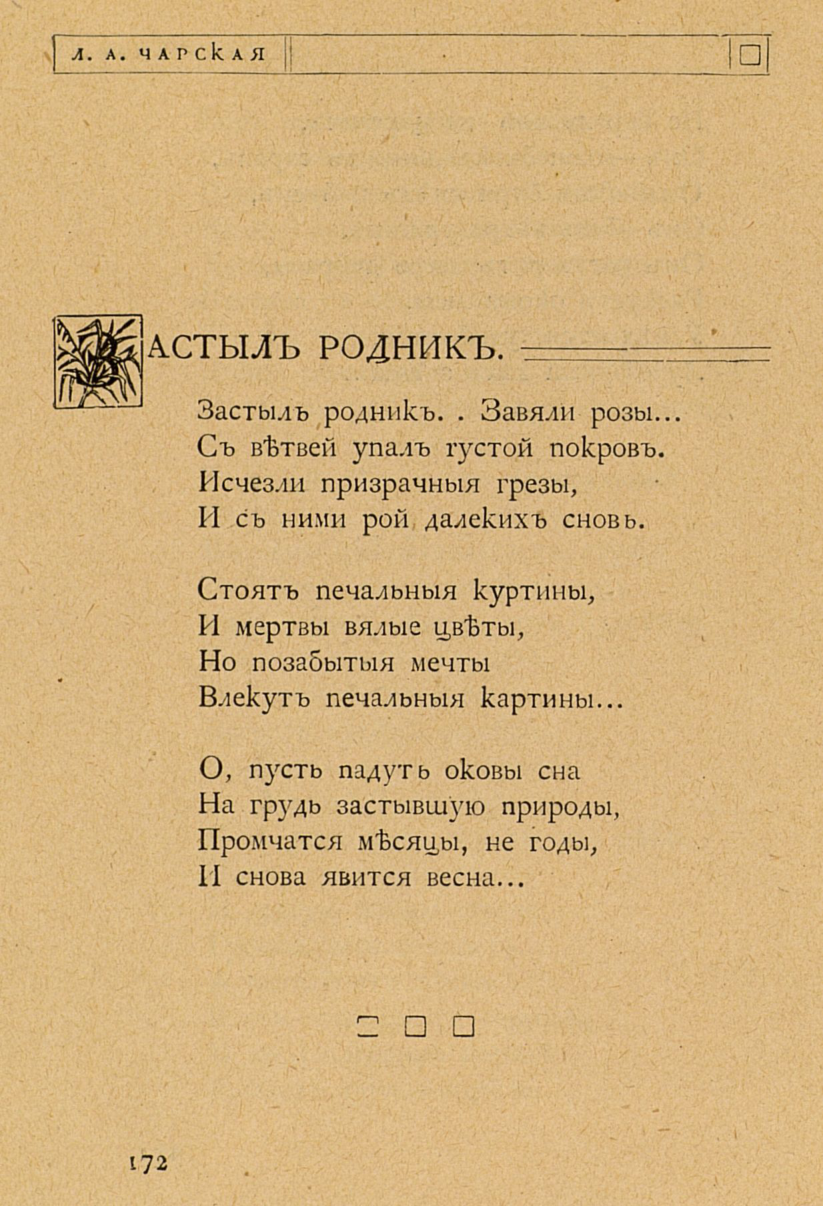 Л. А. ЧАРСКАЯ
ЗАСТЫЛЪ РОДНИКЪ.
Застылъ родникъ. . Завяли розы...
Съ вѣтвей упалъ густой покровъ.
Исчезли призрачныя грезы,
И съ ними рой далекихъ сновъ.
Стоятъ печальныя куртины,
И мертвы вялые цвѣты,
Но позабытыя мечты
Влекутъ печальныя картины...
О, пусть падутъ оковы сна
На грудь застывшую природы,
Промчатся мѣсяцы, не годы,
И снова явится весна...
172